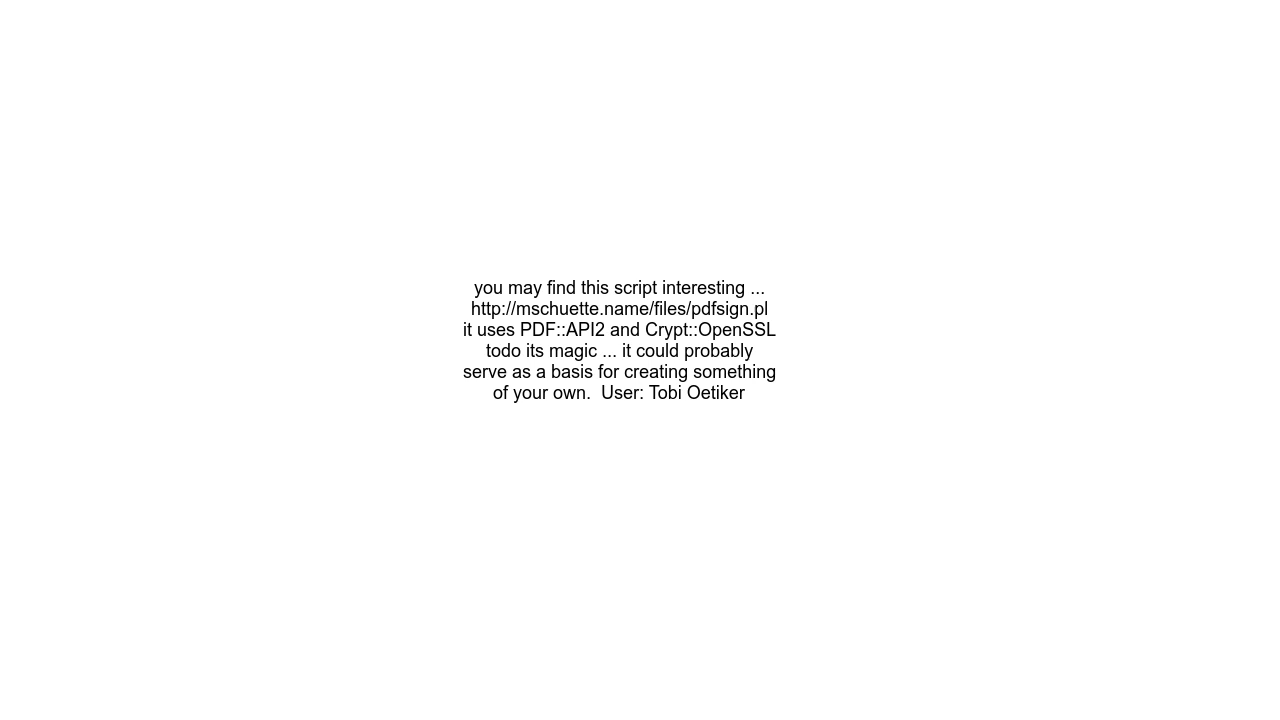 you may find this script interesting ...
http://mschuette.name/files/pdfsign.pl
it uses PDF::API2 and Crypt::OpenSSL
todo its magic ... it could probably
serve as a basis for creating something
of your own.  User: Tobi Oetiker